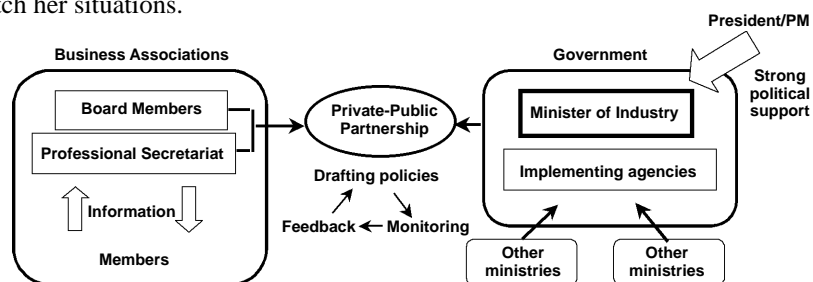 tch her situations.
President/PM
Business Associations
Government
Strong
political
support
Board Members
Professional Secretariat
Private-Public
Partnership
Minister of Industry
Implementing agencies
Drafting policies
Feedback
Monitoring
Information
Members
Other
ministries
Other
ministries